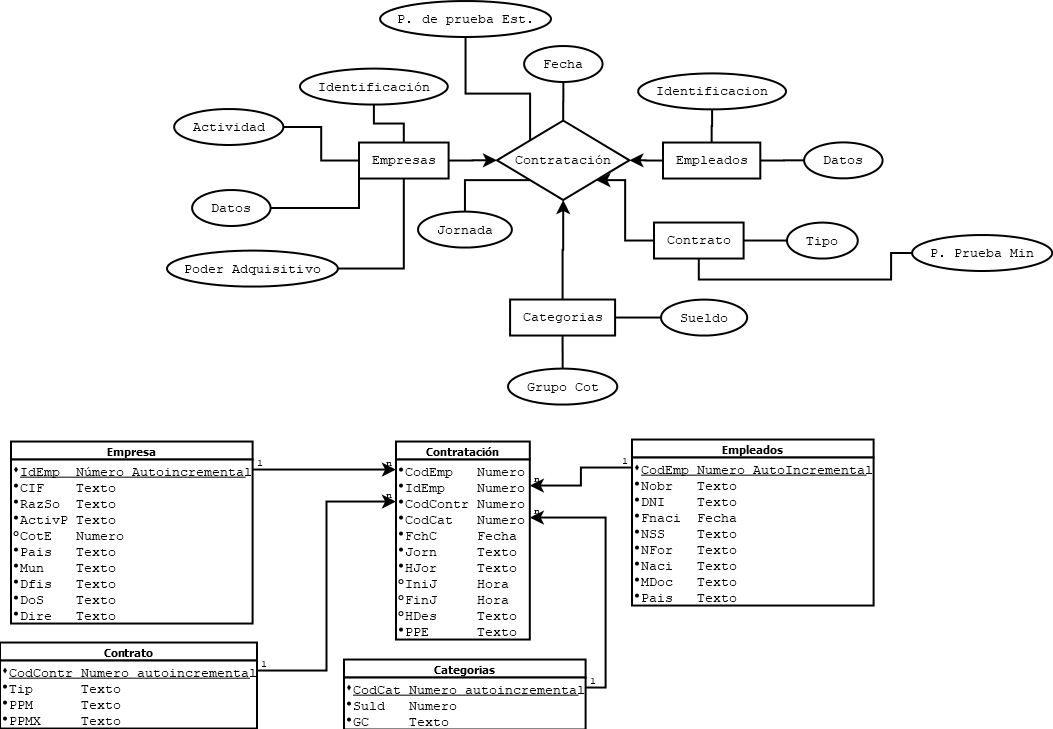 P. de prueba Est.
Fecha
Identificación
Identificacion
Actividad
Empresas
Contratación
Empleados
Datos
Datos
Jornada
Contrato
Tipo
Poder Adquisitivo
P. Prueba Min
Categorias
Sueldo
Grupo Cot
Empresa
IdEmp Número Autoincremental
CIF Texto
RazSo Texto
ActivP Texto
CotE Numero
Pais Texto
Mun Texto
Dfis Texto
DoS Texto
Dire Texto
1
n
n
Contratación
CodEmp Numero
IdEmp Numero
CodContr Numero
CodCat Numero
FchC Fecha
Jorn Texto
HJor Texto
IniJ Hora
FinJ Hora
HDes Texto
PPE Texto
n
n
1
Empleados
CodEmp Numero AutoIncremental
Nobr Texto
DNI Texto
Fnaci Fecha
NSS Texto
NFor Texto
Naci Texto
MDoc Texto
Pais Texto
Contrato
CodContr Numero autoincremental
Tip Texto
PPM Texto
PPMX Texto
1
Categorias
CodCat Numero autoincremental
Suld Numero
GC Texto
1